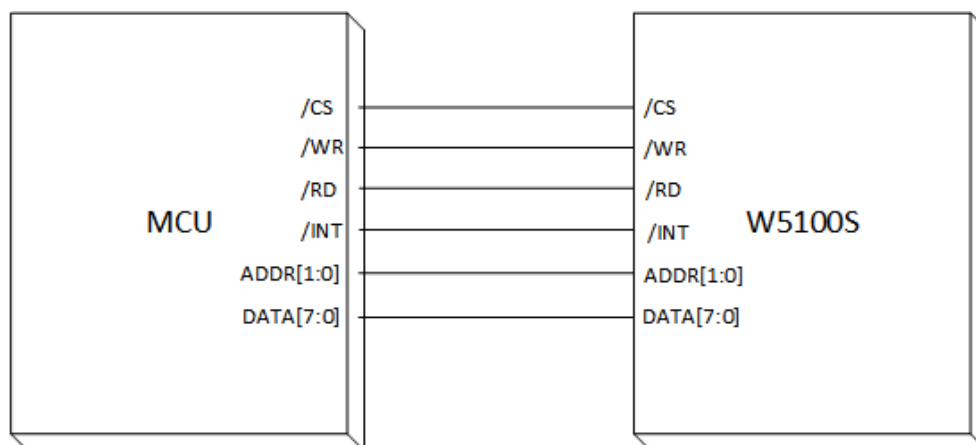 /CS
/WR
/RD
MCU
/INT
ADDR[1:0]
DATA[7:0]
/CS
/WR
/RD
/INT
W5100S
ADDR[1:0]
DATA[7:0]